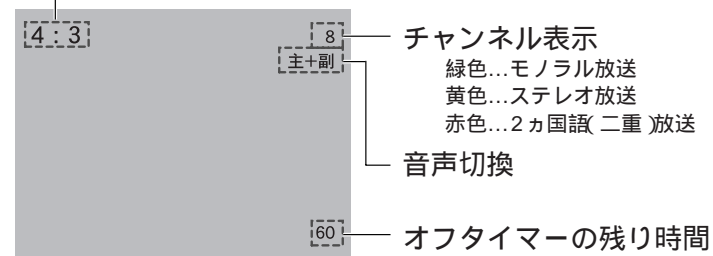 4:3
8
チャンネル表示
主+副
緑色…モノラル放送
黄色…ステレオ放送
赤色…2ヵ国語(二重)放送
音声切換
60
オフタイマーの残り時間